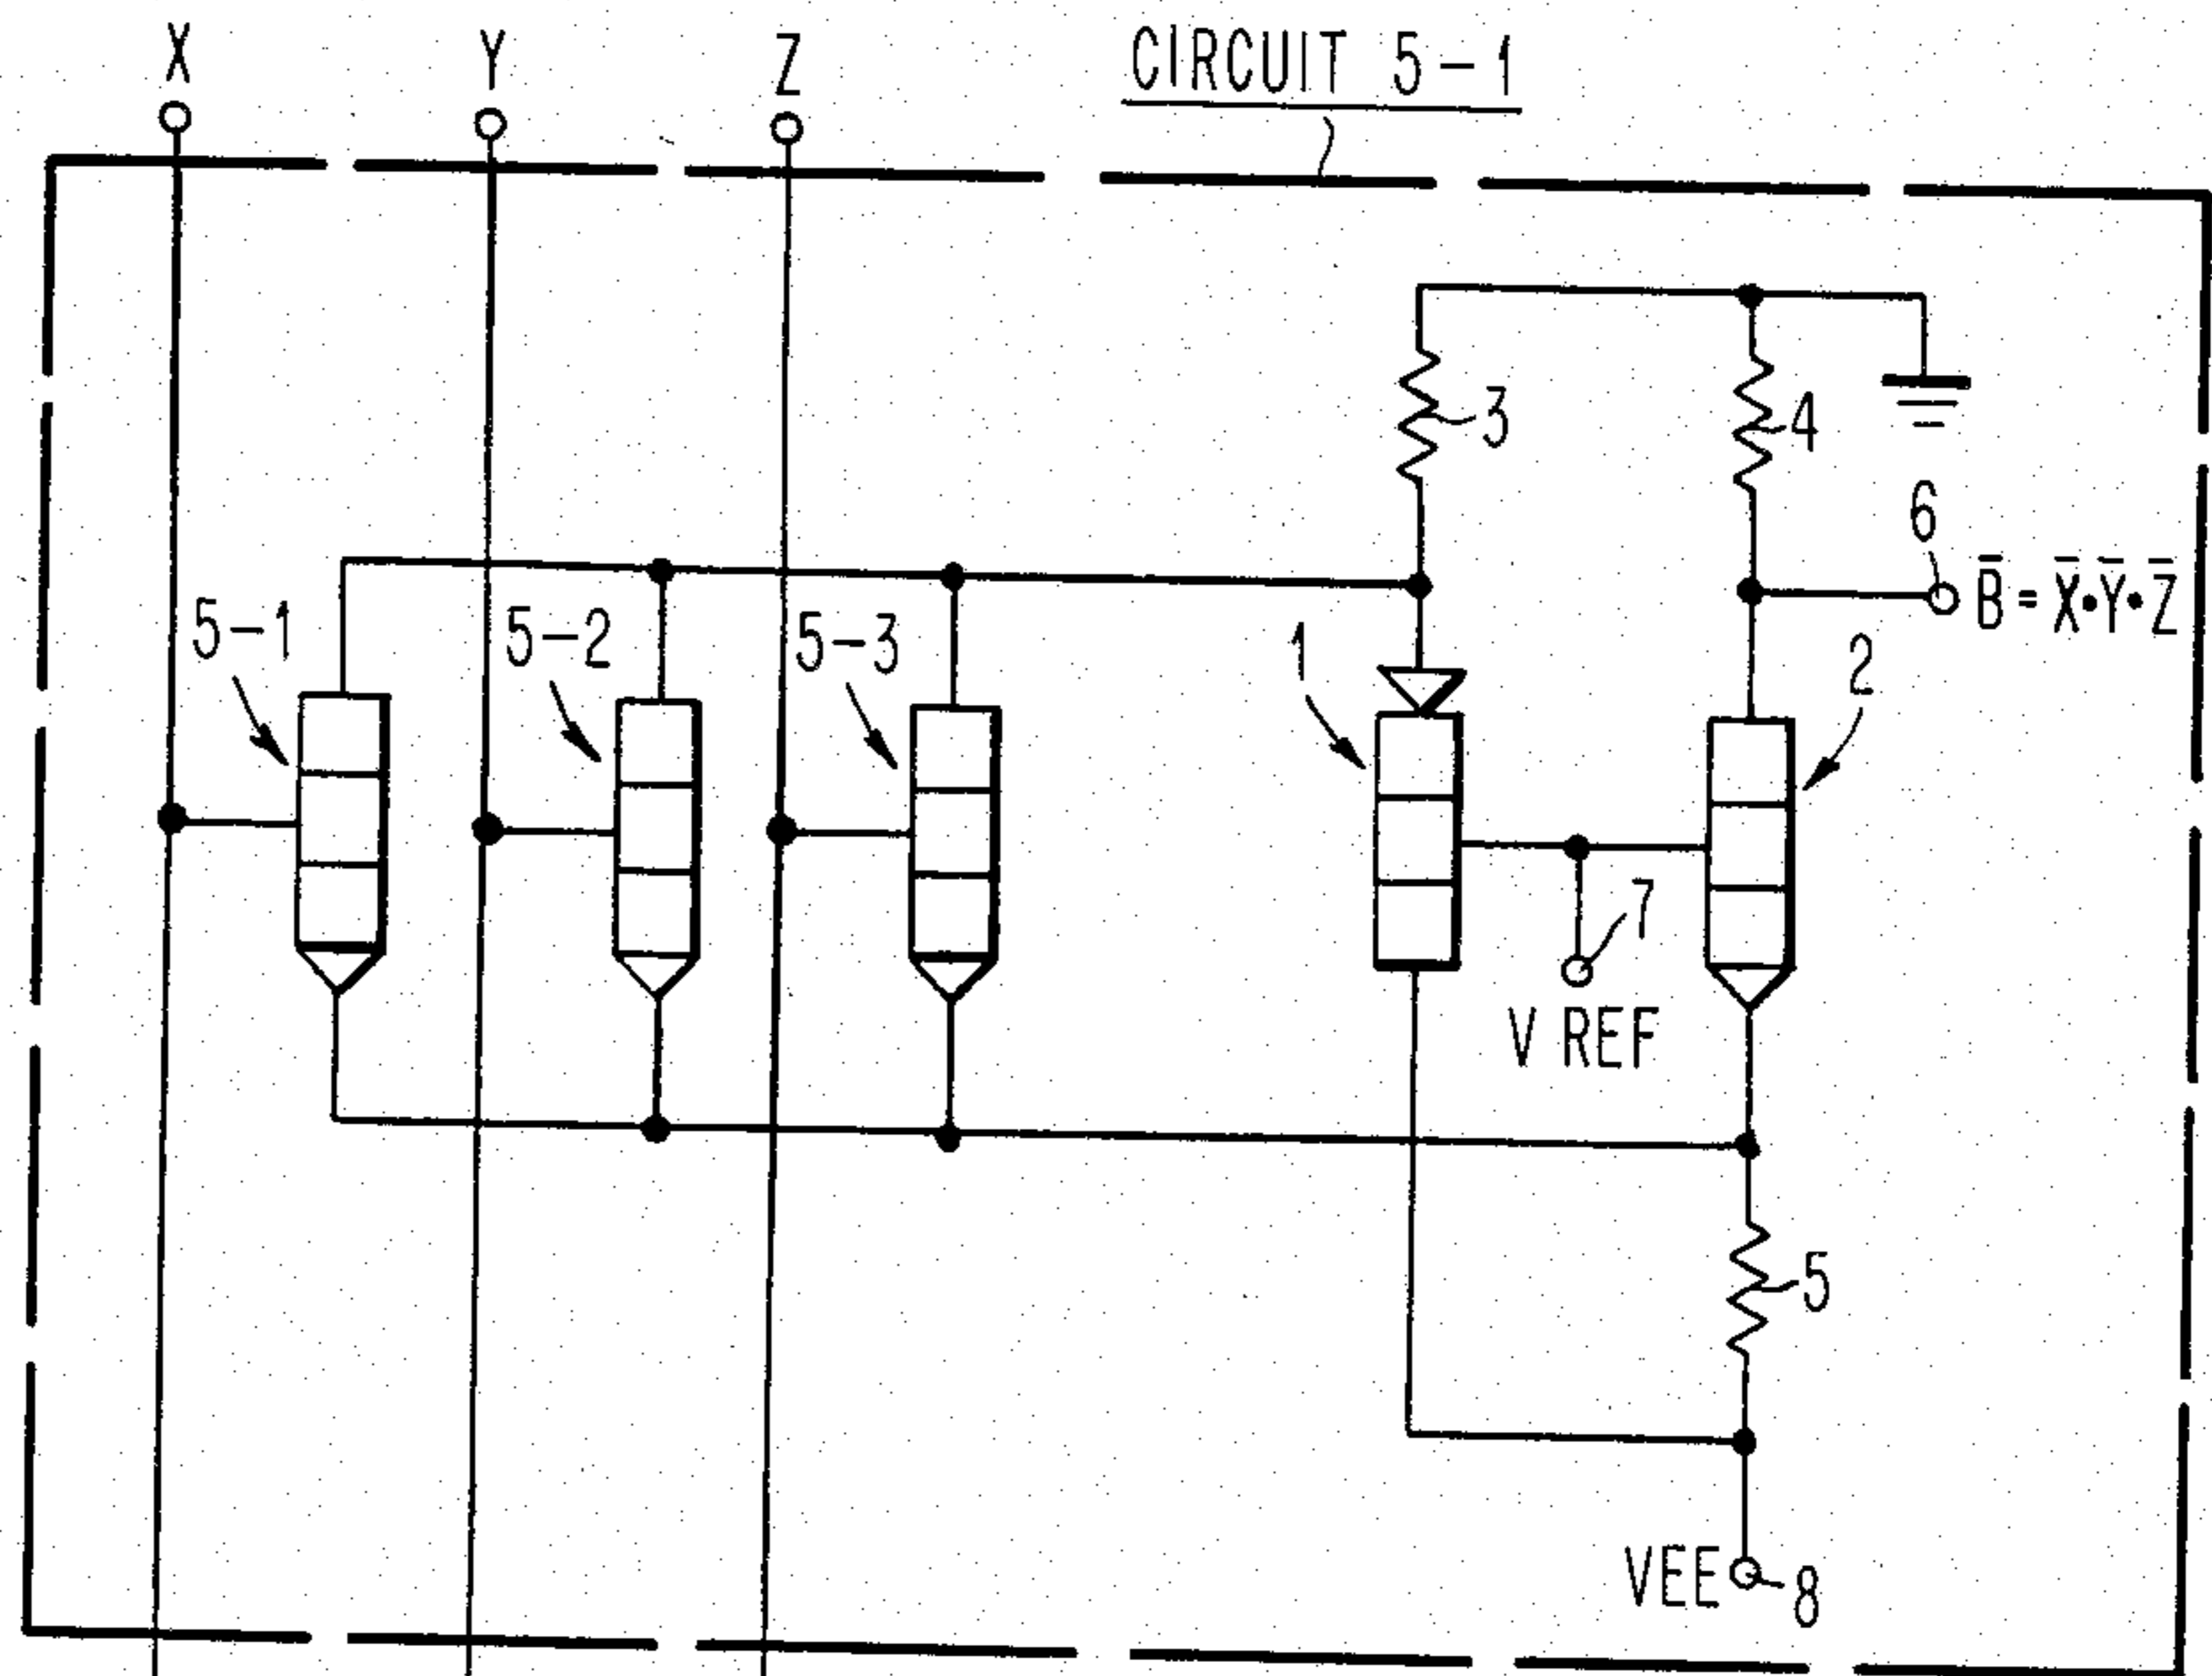 X Y Z CIRCUIT 5-1
3 4
6
B̄ = X̄•Ȳ•Z̄
5-1 5-2 5-3 1 2
7
V REF
5
VEE 8